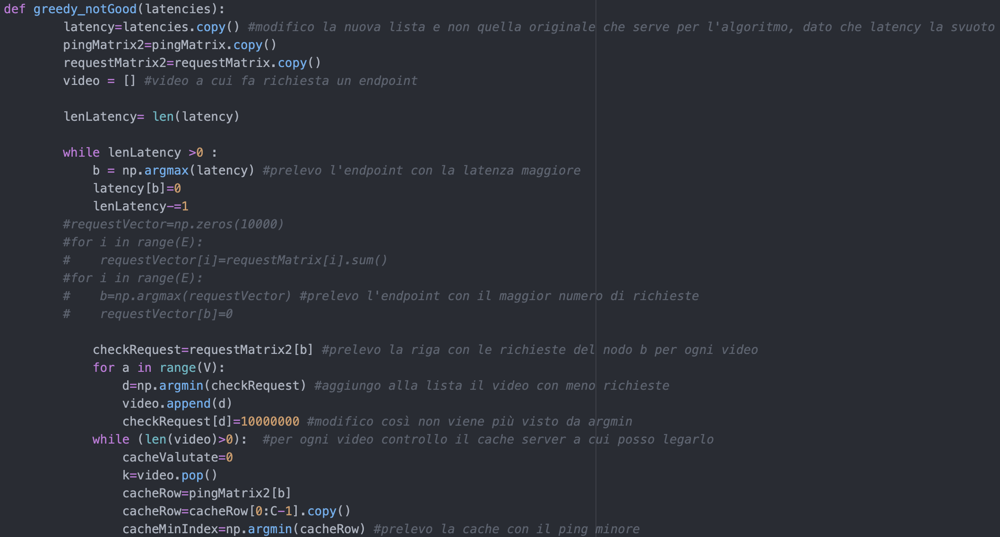 def greedy_notGood(latencies):
        latency=latencies.copy() #modifico la nuova lista e non quella originale che serve per l'algoritmo, dato che latency la svuoto
        pingMatrix2=pingMatrix.copy()
        requestMatrix2=requestMatrix.copy()
        video = [] #video a cui fa richiesta un endpoint

        lenLatency= len(latency)

        while lenLatency >0 :
            b = np.argmax(latency) #prelevo l'endpoint con la latenza maggiore
            latency[b]=0
            lenLatency-=1
        #requestVector=np.zeros(10000)
        #for i in range(E):
        #    requestVector[i]=requestMatrix[i].sum()
        #for i in range(E):
        #    b=np.argmax(requestVector) #prelevo l'endpoint con il maggior numero di richieste
        #    requestVector[b]=0

            checkRequest=requestMatrix2[b] #prelevo la riga con le richieste del nodo b per ogni video
            for a in range(V):
                d=np.argmin(checkRequest) #aggiungo alla lista il video con meno richieste
                video.append(d)
                checkRequest[d]=10000000 #modifico così non viene più visto da argmin
            while (len(video)>0):  #per ogni video controllo il cache server a cui posso legarlo
                cacheValutate=0
                k=video.pop()
                cacheRow=pingMatrix2[b]
                cacheRow=cacheRow[0:C-1].copy()
                cacheMinIndex=np.argmin(cacheRow) #prelevo la cache con il ping minore